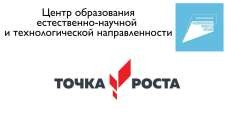 Центр образования
естественно-научной
и технологической направленности
ТОЧКА РОСТА